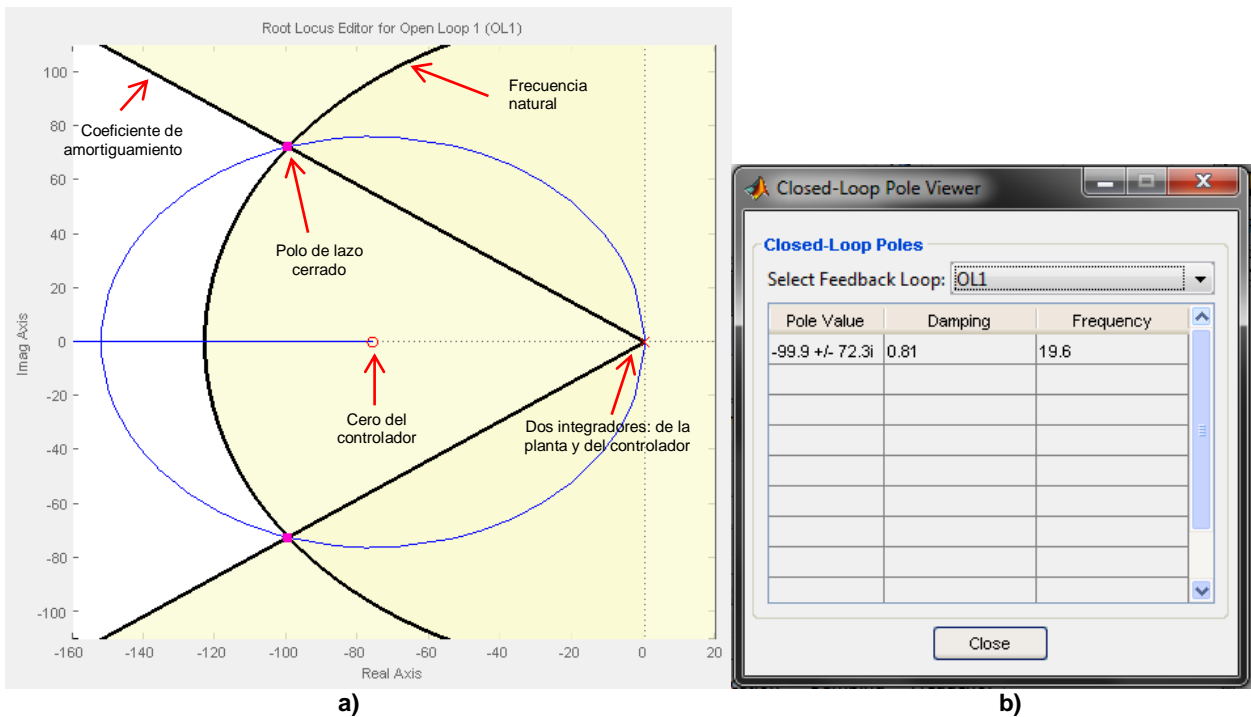 Root Locus Editor for Open Loop 1 (OL1)
Imag Axis
100
80
60
40
20
0
-20
-40
-60
-80
-100
-160
-140
-120
-100
-80
-60
-40
-20
0
20
Real Axis
Coeficiente de
amortiguamiento
Frecuencia
natural
Polo de lazo
cerrado
Cero del
controlador
Dos integradores: de la
planta y del controlador
a)
Closed-Loop Pole Viewer
Closed-Loop Poles
Select Feedback Loop: OL1
Pole Value Damping Frequency
-99.9 +/- 72.3i 0.81 19.6
Close
b)